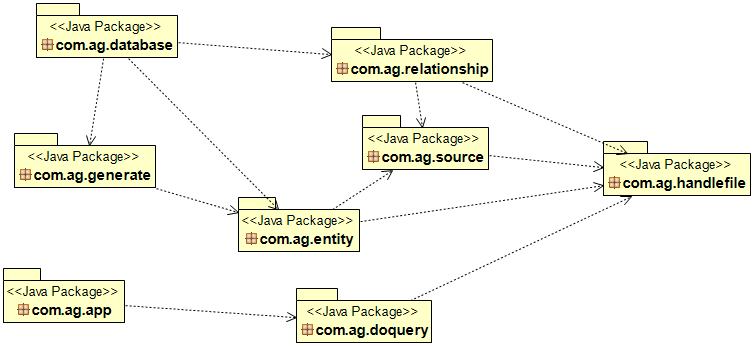 <<Java Package>>
com.ag.database
<<Java Package>>
com.ag.relationship
<<Java Package>>
com.ag.generate
<<Java Package>>
com.ag.source
<<Java Package>>
com.ag.handlefile
<<Java Package>>
com.ag.entity
<<Java Package>>
com.ag.app
<<Java Package>>
com.ag.doquery